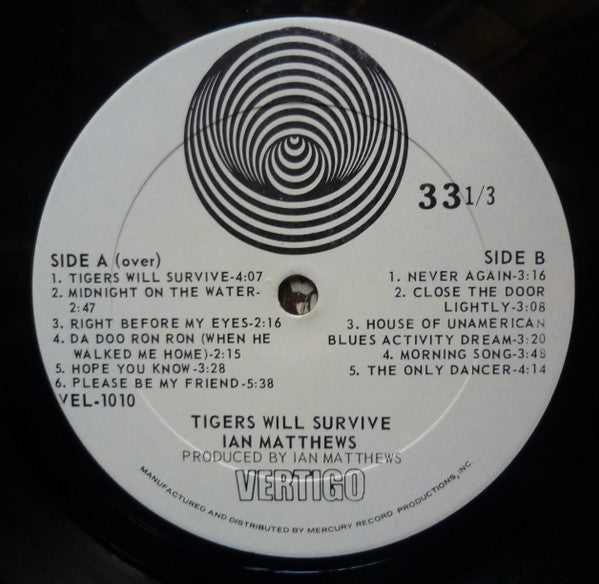 33 1/3
SIDE A (over)
1. TIGERS WILL SURVIVE-4:07
2. MIDNIGHT ON THE WATER-
2:47
3. RIGHT BEFORE MY EYES-2:16
4. DA DOO RON RON (WHEN HE
WALKED ME HOME)-2:15
5. HOPE YOU KNOW-3:28
6. PLEASE BE MY FRIEND-5:38
VEL-1010
SIDE B
1. NEVER AGAIN-3:16
2. CLOSE THE DOOR
LIGHTLY-3:08
3. HOUSE OF UNAMERICAN
BLUES ACTIVITY DREAM-3:20
4. MORNING SONG-3:48
5. THE ONLY DANCER-4:14
TIGERS WILL SURVIVE
IAN MATTHEWS
PRODUCED BY IAN MATTHEWS
VERTIGO
MANUFACTURED AND DISTRIBUTED BY MERCURY RECORD PRODUCTIONS, INC.